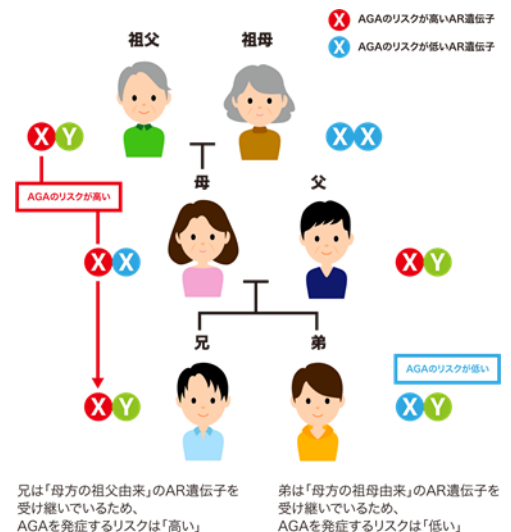 X AGAのリスクが高いAR遺伝子
X AGAのリスクが低いAR遺伝子
祖父 祖母
XY XX
AGAのリスクが高い
母 父
XX XY
兄 弟
AGAのリスクが低い
XY XY
兄は「母方の祖父由来」のAR遺伝子を
受け継いでいるため、
AGAを発症するリスクは「高い」
弟は「母方の祖母由来」のAR遺伝子を
受け継いでいるため、
AGAを発症するリスクは「低い」